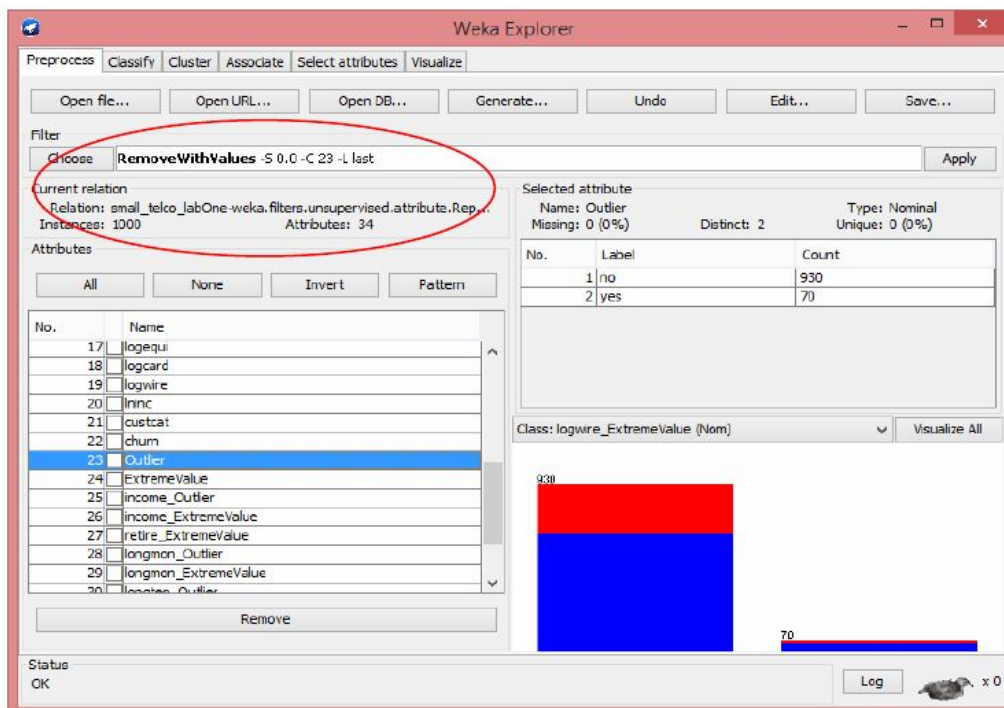 Weka Explorer
Preprocess Classify Cluster Associate Select attributes Visualize
Open file... Open URL... Open DB... Generate... Undo Edit... Save...
Filter
Choose RemoveWithValues -S 0.0 -C 23 -L last Apply
Current relation
Relation: small_telco_labOne-weka.filters.unsupervised.attribute.Rep...
Instances: 1000 Attributes: 34
Attributes
All None Invert Pattern
No. Name
17 logequi
18 logcard
19 logwire
20 lninc
21 custcat
22 churn
23 Outlier
24 ExtremeValue
25 income_Outlier
26 income_ExtremeValue
27 retire_ExtremeValue
28 longmon_Outlier
29 longmon_ExtremeValue
30 longten_Outlier
Remove
Selected attribute
Name: Outlier Type: Nominal
Missing: 0 (0%) Distinct: 2 Unique: 0 (0%)
No. Label Count
1 no 930
2 yes 70
Class: logwire_ExtremeValue (Nom) Visualize All
930
70
Status
OK
Log x 0